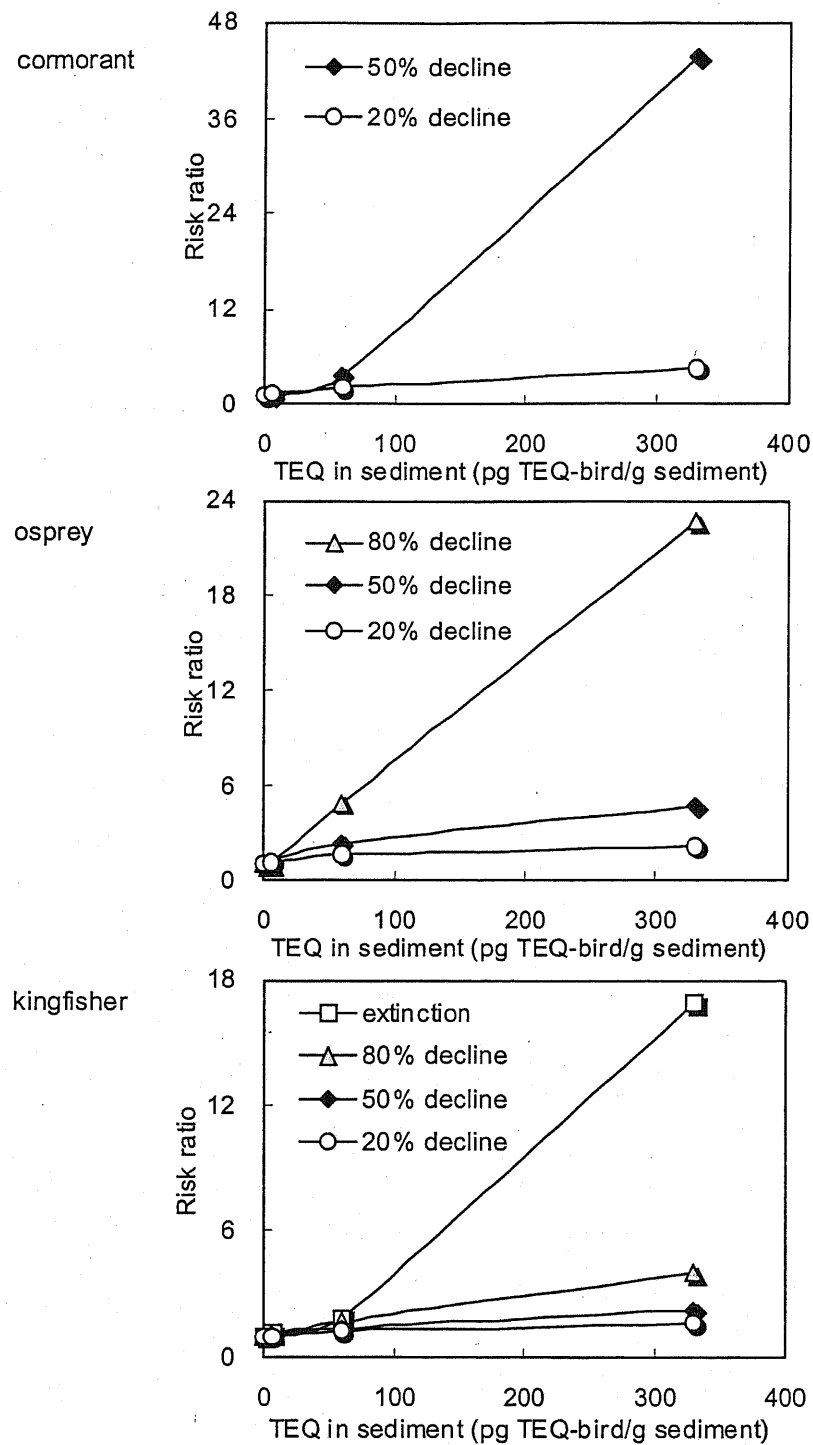 cormorant
48
36
24
12
0
Risk ratio
50% decline
20% decline
0 100 200 300 400
TEQ in sediment (pg TEQ-bird/g sediment)
osprey
24
18
12
6
0
Risk ratio
80% decline
50% decline
20% decline
0 100 200 300 400
TEQ in sediment (pg TEQ-bird/g sediment)
kingfisher
18
12
6
0
Risk ratio
extinction
80% decline
50% decline
20% decline
0 100 200 300 400
TEQ in sediment (pg TEQ-bird/g sediment)